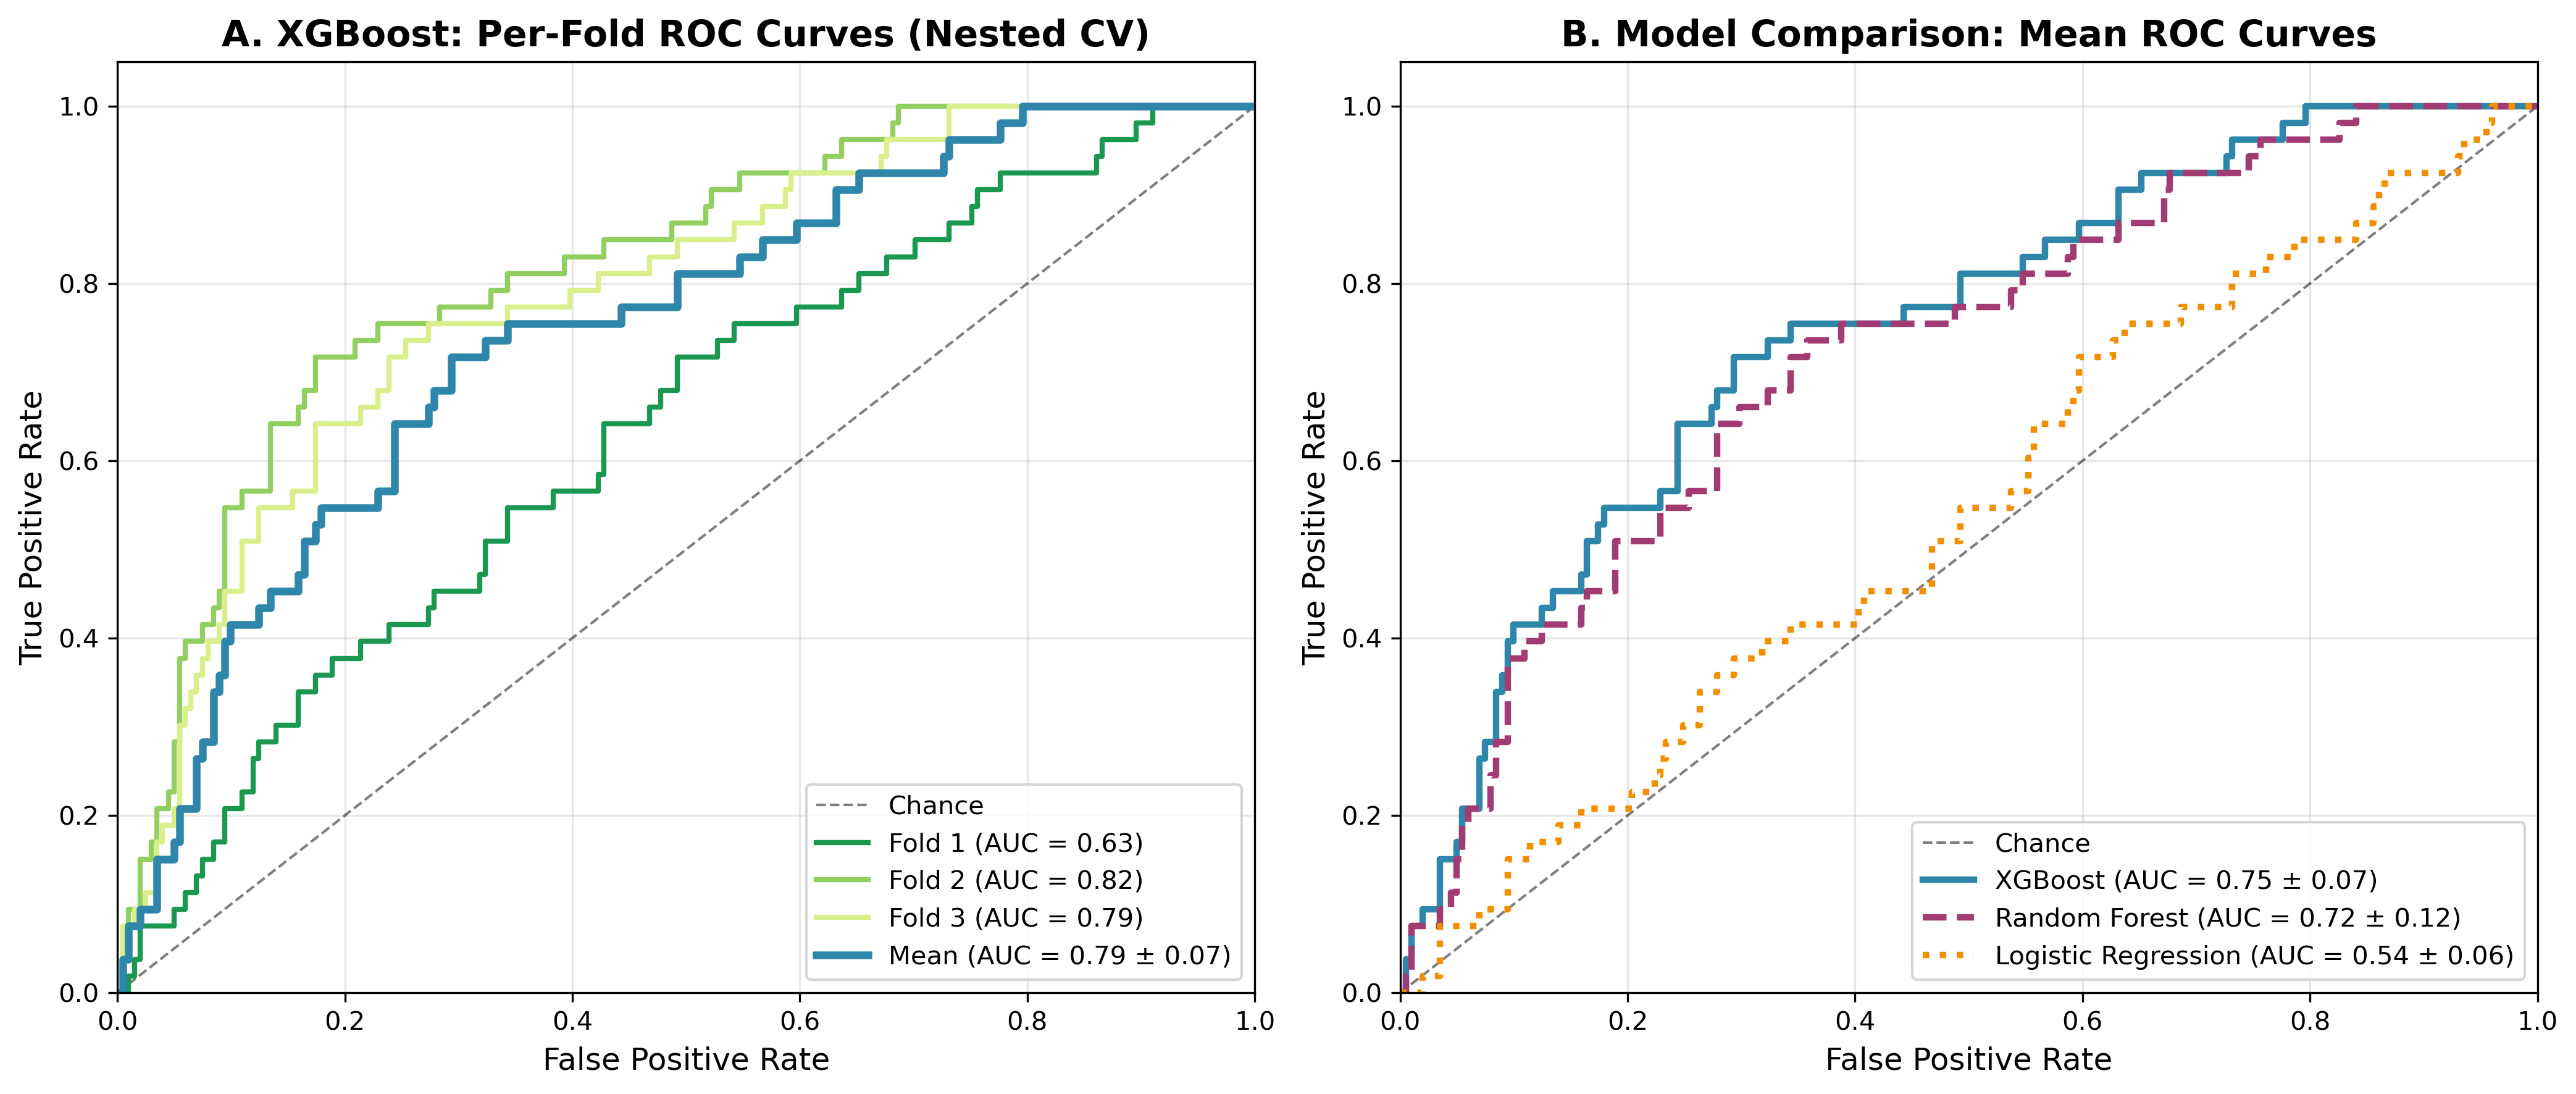 A. XGBoost: Per-Fold ROC Curves (Nested CV)
True Positive Rate
1.0
0.8
0.6
0.4
0.2
0.0
0.0 0.2 0.4 0.6 0.8 1.0
False Positive Rate
Chance
Fold 1 (AUC = 0.63)
Fold 2 (AUC = 0.82)
Fold 3 (AUC = 0.79)
Mean (AUC = 0.79 ± 0.07)
B. Model Comparison: Mean ROC Curves
True Positive Rate
1.0
0.8
0.6
0.4
0.2
0.0
0.0 0.2 0.4 0.6 0.8 1.0
False Positive Rate
Chance
XGBoost (AUC = 0.75 ± 0.07)
Random Forest (AUC = 0.72 ± 0.12)
Logistic Regression (AUC = 0.54 ± 0.06)